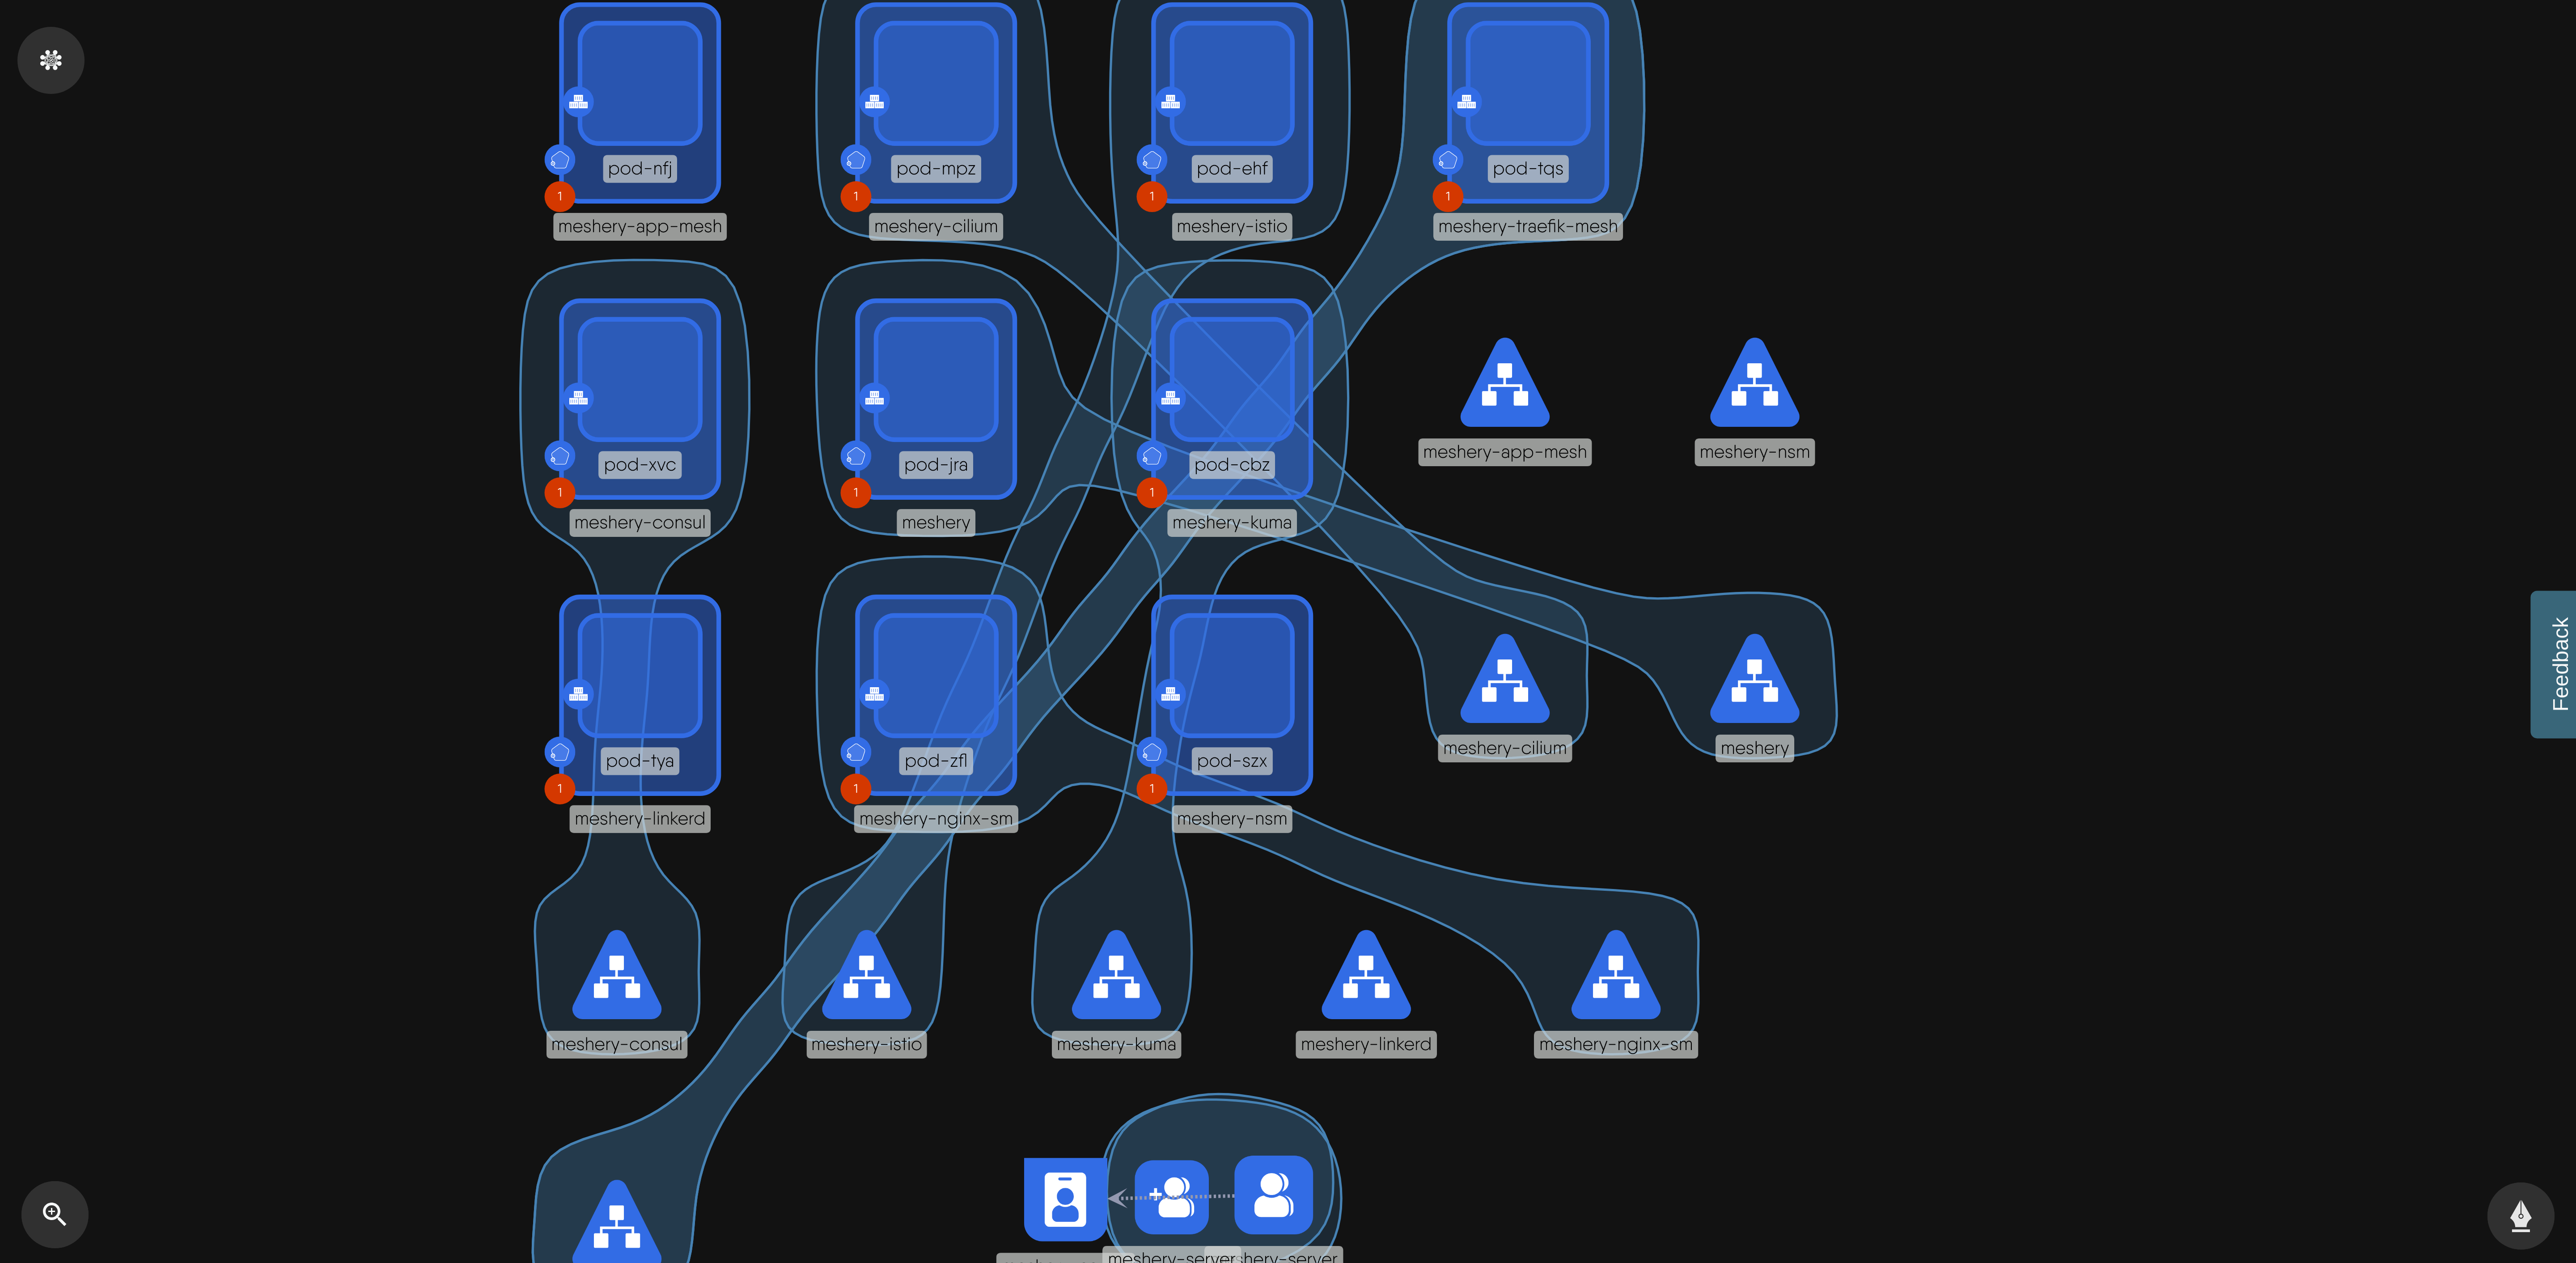 pod-nfj
pod-mpz
pod-ehf
pod-tqs
1
1
1
1
meshery-app-mesh
meshery-cilium
meshery-istio
meshery-traefik-mesh
pod-xvc
pod-jra
pod-cbz
meshery-app-mesh
meshery-nsm
1
1
1
meshery-consul
meshery
meshery-kuma
Feedback
pod-tya
pod-zfl
pod-szx
meshery-cilium
meshery
1
1
1
meshery-linkerd
meshery-nginx-sm
meshery-nsm
meshery-consul
meshery-istio
meshery-kuma
meshery-linkerd
meshery-nginx-sm
meshery-server